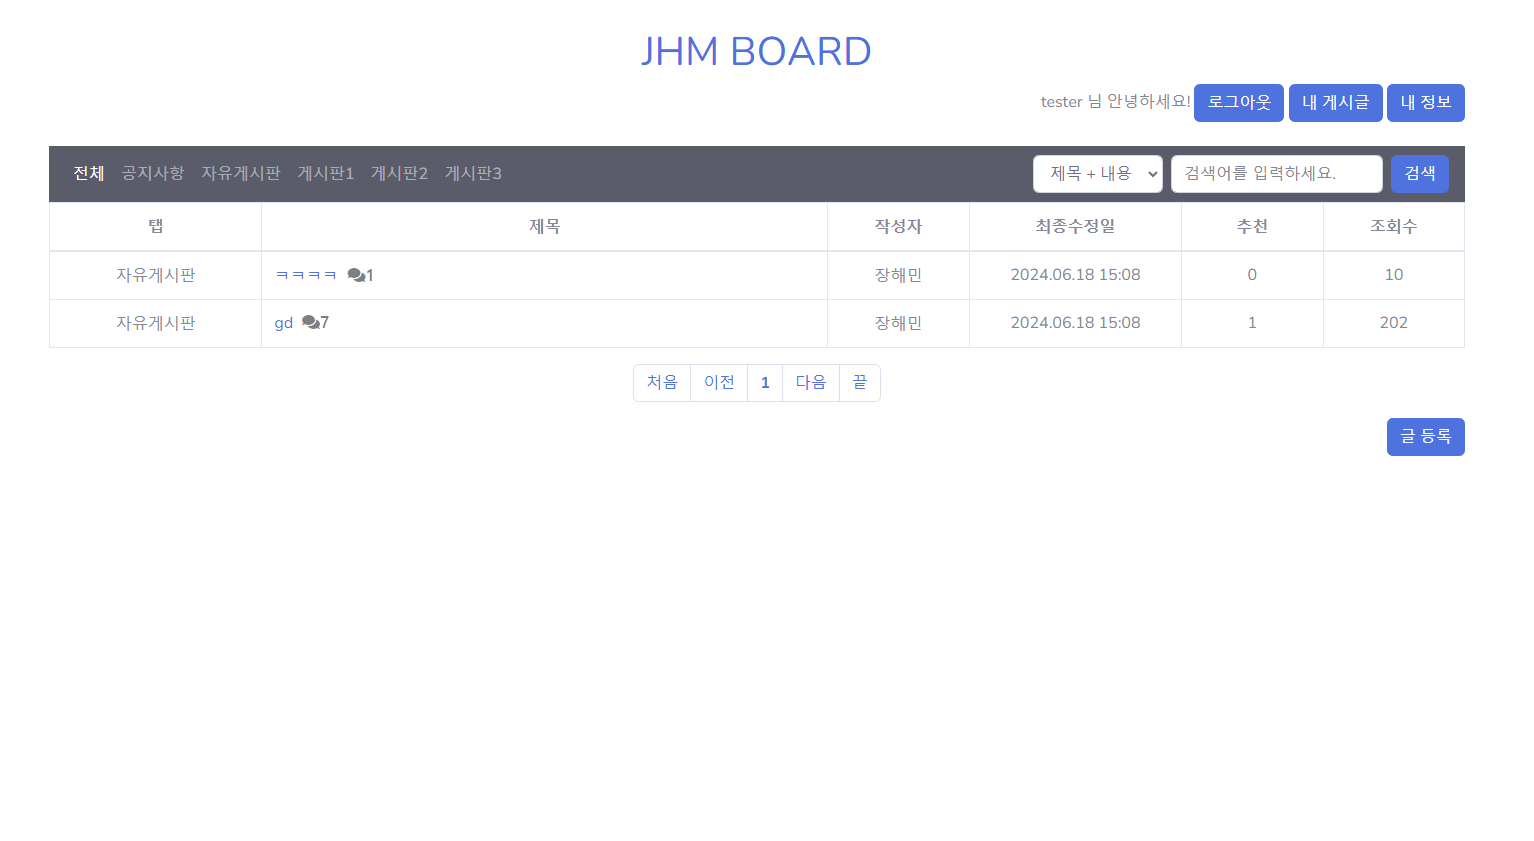 JHM BOARD
tester 님 안녕하세요! 로그아웃 내 게시글 내 정보
전체 공지사항 자유게시판 게시판1 게시판2 게시판3 제목 + 내용 검색어를 입력하세요. 검색
탭 제목 작성자 최종수정일 추천 조회수
자유게시판 ㅋㅋㅋㅋ 1 장해민 2024.06.18 15:08 0 10
자유게시판 gd 7 장해민 2024.06.18 15:08 1 202
처음 이전 1 다음 끝
글 등록